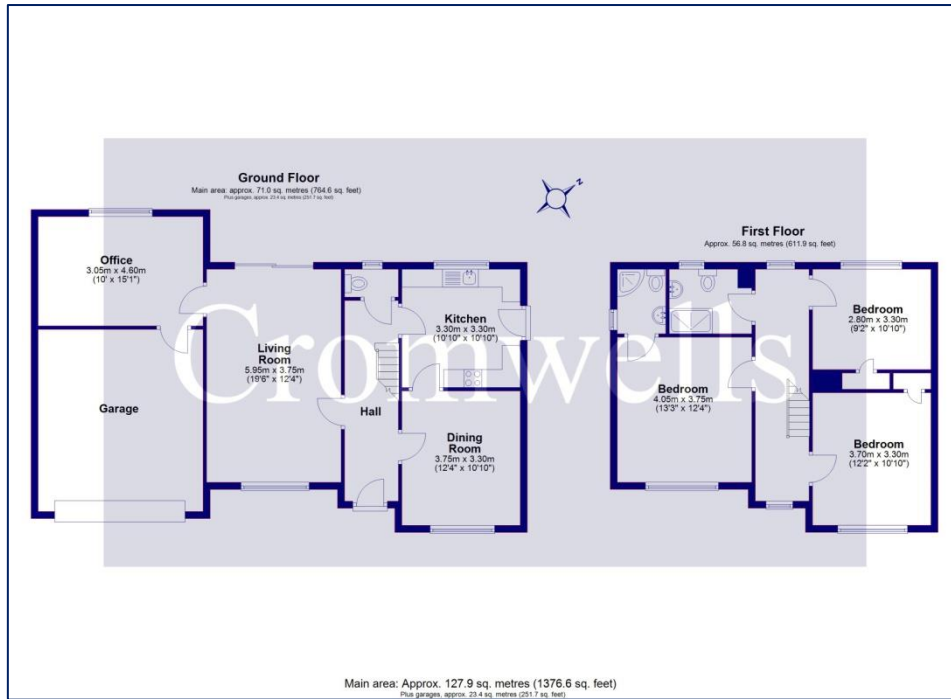 Ground Floor
Main area: approx. 71.0 sq. metres (764.6 sq. feet)
Plus garages, approx. 23.4 sq. metres (251.7 sq. feet)
Office
3.05m x 4.60m
(10' x 15'1")
Garage
Living
Room
5.95m x 3.75m
(19'6" x 12'4")
Hall
Kitchen
3.30m x 3.30m
(10'10" x 10'10")
Dining
Room
3.75m x 3.30m
(12'4" x 10'10")
N
First Floor
Approx. 56.8 sq. metres (611.9 sq. feet)
Bedroom
2.80m x 3.30m
(9'2" x 10'10")
Bedroom
4.05m x 3.75m
(13'3" x 12'4")
Bedroom
3.70m x 3.30m
(12'2" x 10'10")
Cromwells
Main area: Approx. 127.9 sq. metres (1376.6 sq. feet)
Plus garages, approx. 23.4 sq. metres (251.7 sq. feet)